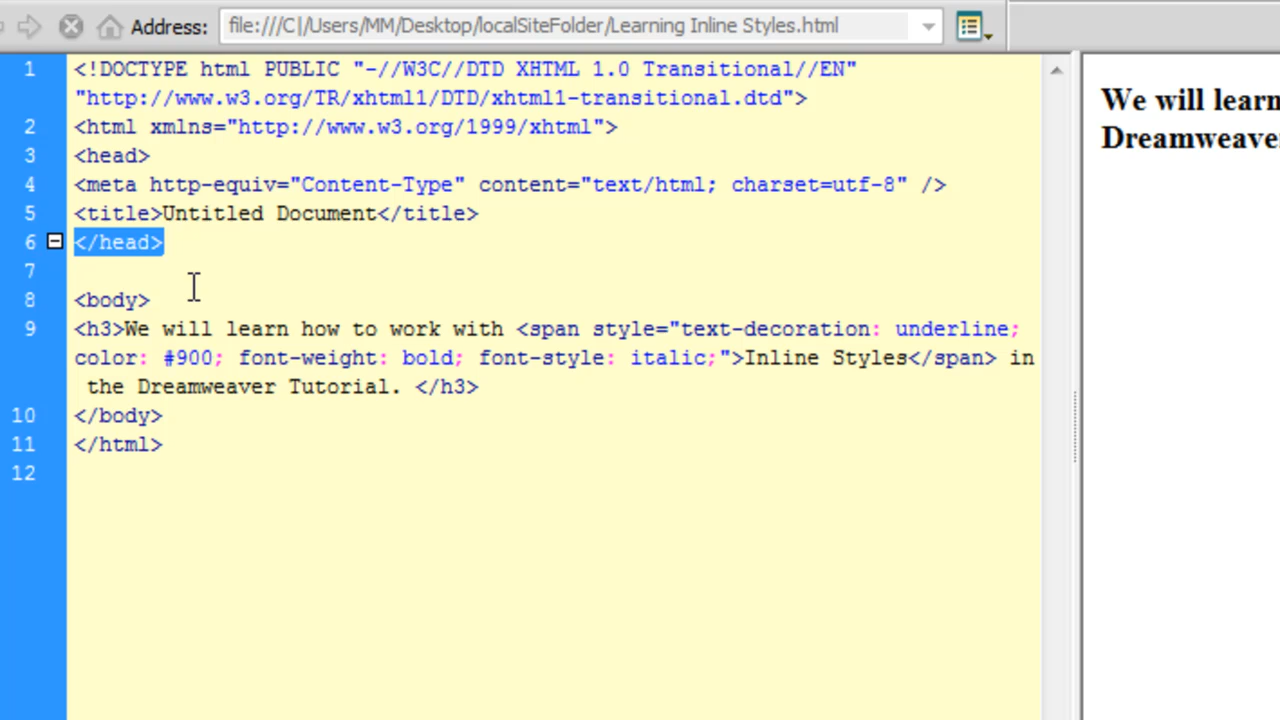 Address: file:///C|/Users/MM/Desktop/localSiteFolder/Learning Inline Styles.html
1 <!DOCTYPE html PUBLIC "-//W3C//DTD XHTML 1.0 Transitional//EN"
"http://www.w3.org/TR/xhtml1/DTD/xhtml1-transitional.dtd">
2 <html xmlns="http://www.w3.org/1999/xhtml">
3 <head>
4 <meta http-equiv="Content-Type" content="text/html; charset=utf-8" />
5 <title>Untitled Document</title>
6 </head>
7
8 <body>
9 <h3>We will learn how to work with <span style="text-decoration: underline;
color: #900; font-weight: bold; font-style: italic;">Inline Styles</span> in
the Dreamweaver Tutorial. </h3>
10 </body>
11 </html>
12
We will learn
Dreamweave